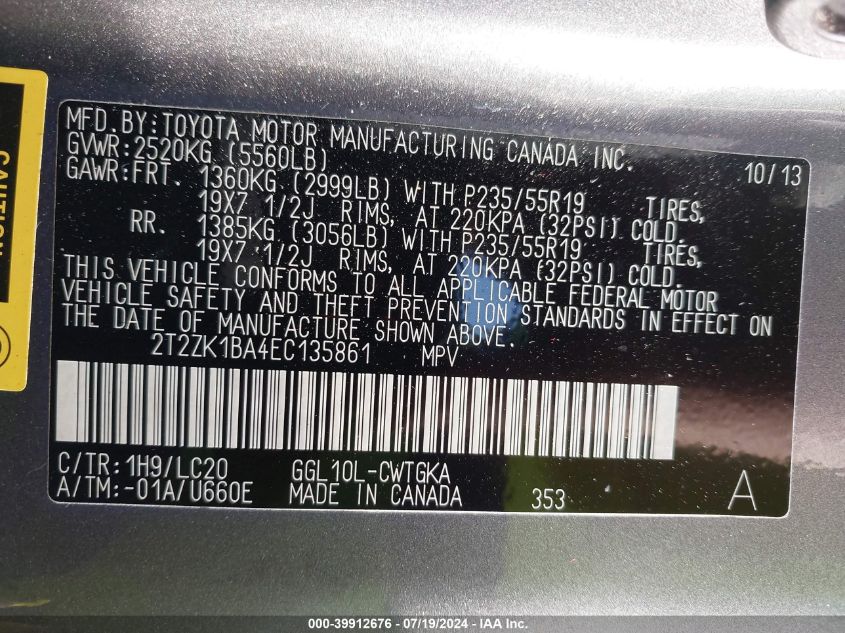 CAUTION
MFD.BY:TOYOTA MOTOR MANUFACTURING CANADA INC. 10/13
GVWR:2520KG (5560LB)
GAWR:FRT. 1360KG (2999LB) WITH P235/55R19 TIRES,
19X7 1/2J RIMS, AT 220KPA (32PSI) COLD.
RR. 1385KG (3056LB) WITH P235/55R19 TIRES,
19X7 1/2J RIMS, AT 220KPA (32PSI) COLD.
THIS VEHICLE CONFORMS TO ALL APPLICABLE FEDERAL MOTOR
VEHICLE SAFETY AND THEFT PREVENTION STANDARDS IN EFFECT ON
THE DATE OF MANUFACTURE SHOWN ABOVE.
2T2ZK1BA4EC135861 MPV
C/TR:1H9/LC20 GGL10L-CWTGKA
A/TM:-01A/U660E MADE IN CANADA 353 A
000-39912676 - 07/19/2024 - IAA Inc.